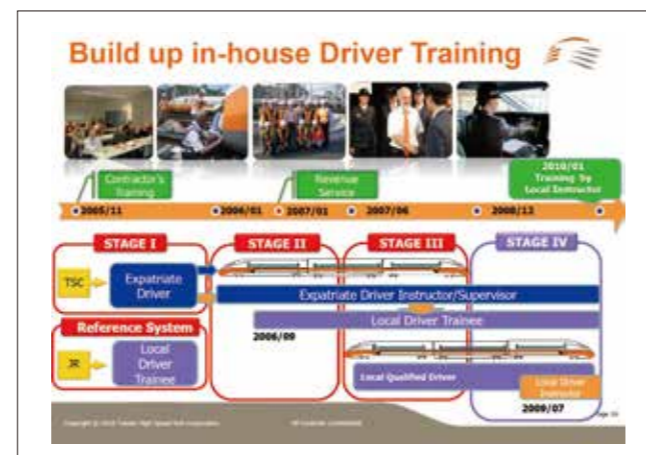 Build up in-house Driver Training
Contractor's
Training
Revenue
Service
2010/01
Training by
Local Instructor
2005/11
2006/01
2007/01
2007/06
2008/12
STAGE I
STAGE II
STAGE III
STAGE IV
TSC
Expatriate
Driver
Expatriate Driver Instructor/Supervisor
Local Driver Trainee
2006/09
Reference System
JR
Local
Driver
Trainee
Local Qualified Driver
Local Driver
Instructor
2009/07